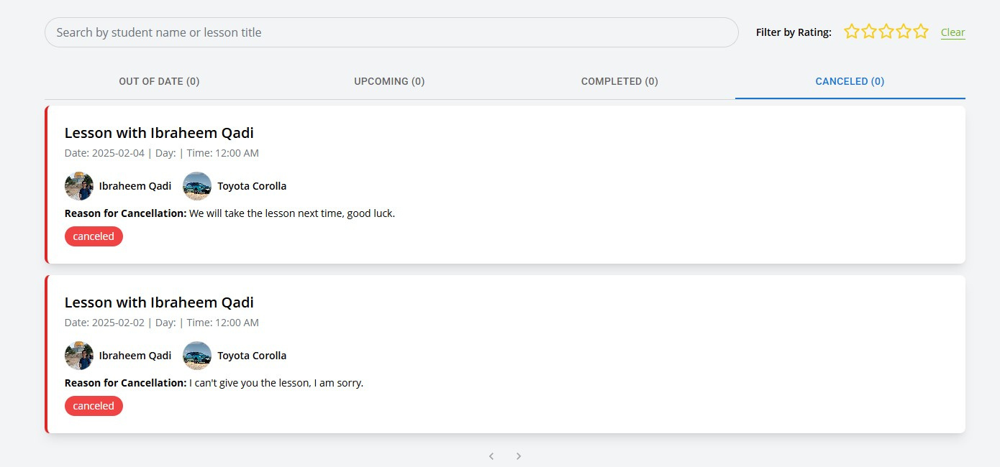 Search by student name or lesson title
Filter by Rating: Clear
OUT OF DATE (0) UPCOMING (0) COMPLETED (0) CANCELED (0)
Lesson with Ibraheem Qadi
Date: 2025-02-04 | Day: | Time: 12:00 AM
Ibraheem Qadi Toyota Corolla
Reason for Cancellation: We will take the lesson next time, good luck.
canceled
Lesson with Ibraheem Qadi
Date: 2025-02-02 | Day: | Time: 12:00 AM
Ibraheem Qadi Toyota Corolla
Reason for Cancellation: I can't give you the lesson, I am sorry.
canceled